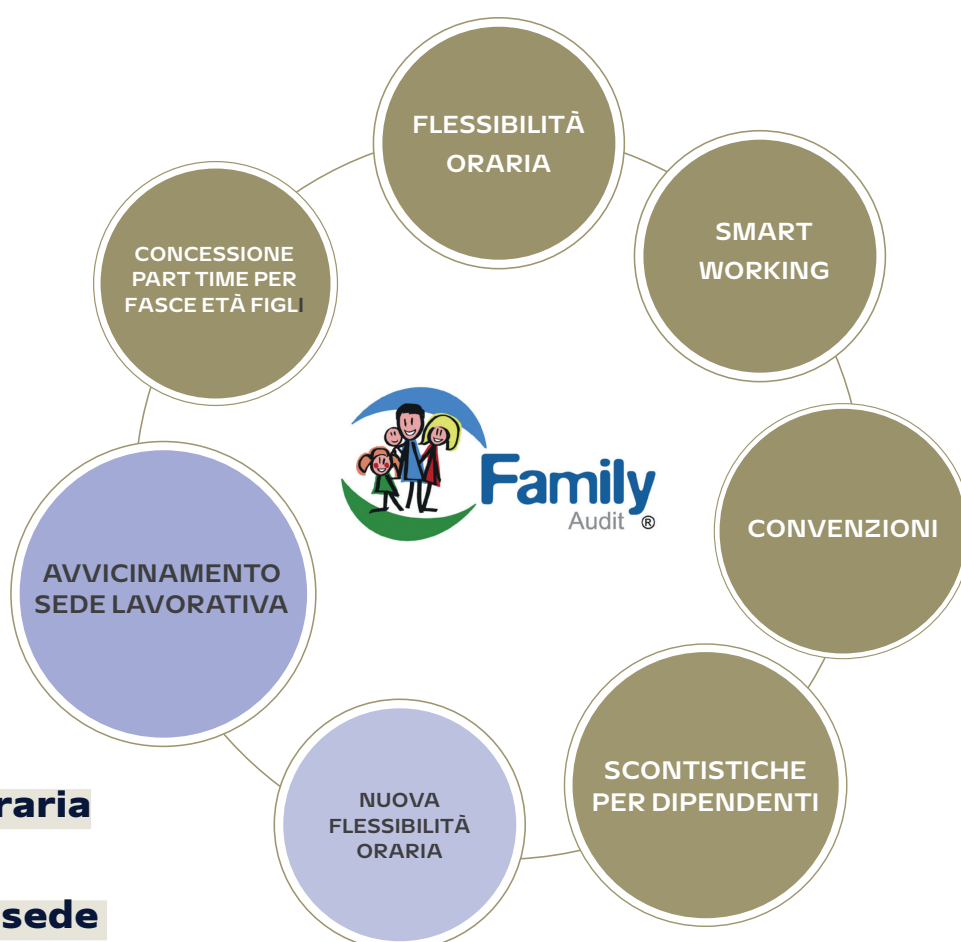 FLESSIBILITÀ
ORARIA
SMART
WORKING
CONCESSIONE
PART TIME PER
FASCE ETÀ FIGLI
Family
Audit ®
CONVENZIONI
AVVICINAMENTO
SEDE LAVORATIVA
SCONTISTICHE
PER DIPENDENTI
NUOVA
FLESSIBILITÀ
ORARIA
raria
sede